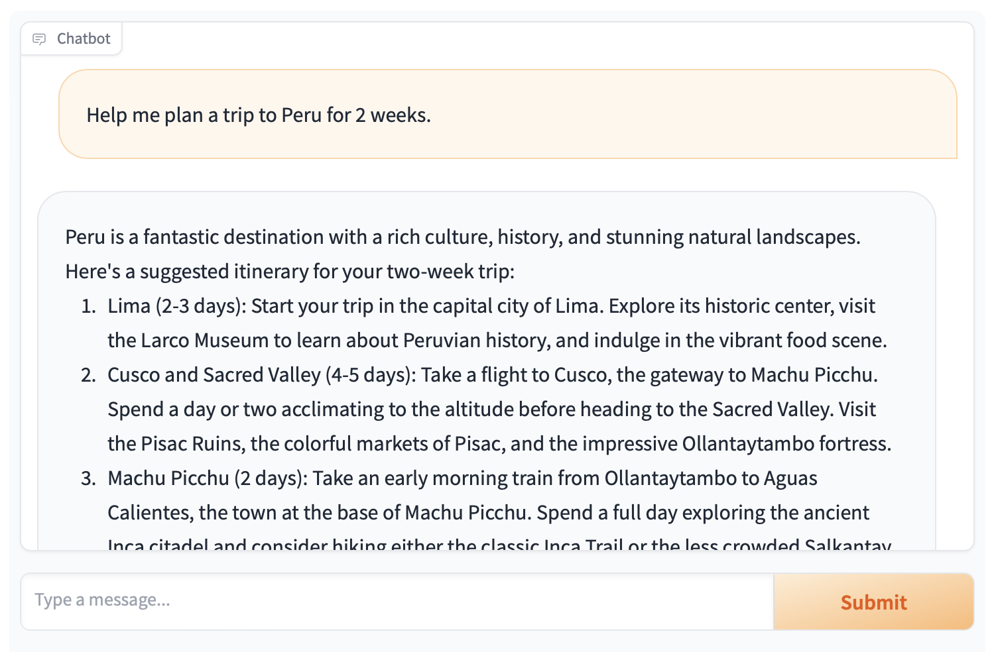 Chatbot
Help me plan a trip to Peru for 2 weeks.
Peru is a fantastic destination with a rich culture, history, and stunning natural landscapes.
Here's a suggested itinerary for your two-week trip:
1. Lima (2-3 days): Start your trip in the capital city of Lima. Explore its historic center, visit
the Larco Museum to learn about Peruvian history, and indulge in the vibrant food scene.
2. Cusco and Sacred Valley (4-5 days): Take a flight to Cusco, the gateway to Machu Picchu.
Spend a day or two acclimating to the altitude before heading to the Sacred Valley. Visit
the Pisac Ruins, the colorful markets of Pisac, and the impressive Ollantaytambo fortress.
3. Machu Picchu (2 days): Take an early morning train from Ollantaytambo to Aguas
Calientes, the town at the base of Machu Picchu. Spend a full day exploring the ancient
Inca citadel and consider hiking either the classic Inca Trail or the less crowded Salkantay
Type a message...
Submit